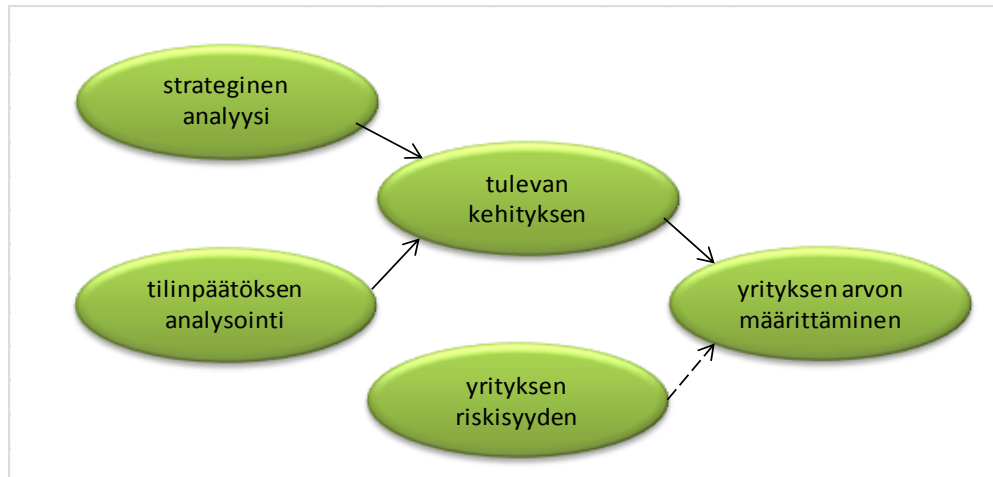 strateginen
analyysi
tulevan
kehityksen
tilinpäätöksen
analysointi
yrityksen arvon
määrittäminen
yrityksen
riskisyyden